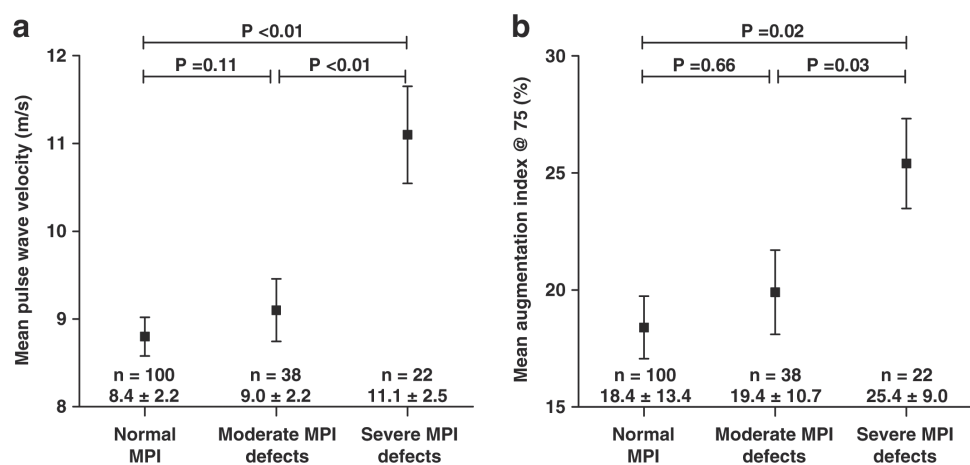 a
P <0.01
P =0.11
P <0.01
Mean pulse wave velocity (m/s)
12
11
10
9
8
n = 100
8.4 ± 2.2
n = 38
9.0 ± 2.2
n = 22
11.1 ± 2.5
Normal
MPI
Moderate MPI
defects
Severe MPI
defects
b
P =0.02
P =0.66
P =0.03
Mean augmentation index @ 75 (%)
30
25
20
15
n = 100
18.4 ± 13.4
n = 38
19.4 ± 10.7
n = 22
25.4 ± 9.0
Normal
MPI
Moderate MPI
defects
Severe MPI
defects